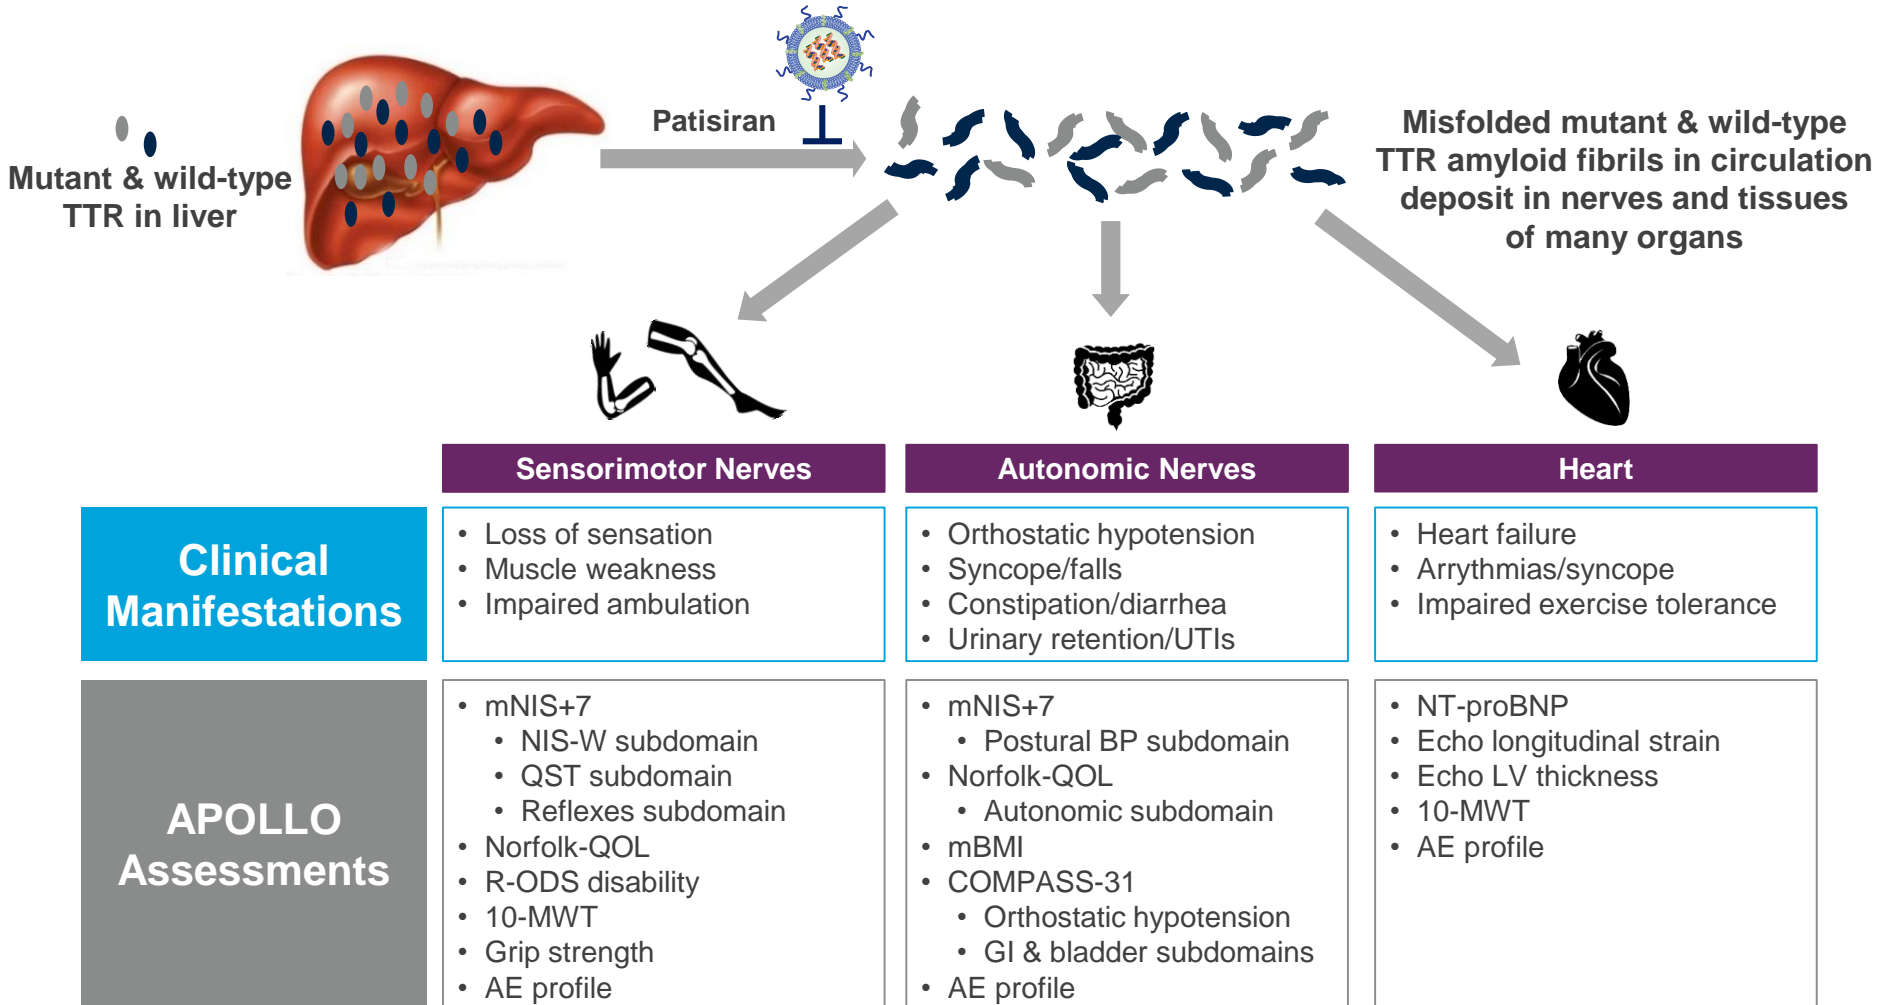 Patisiran
Mutant & wild-type
TTR in liver
Misfolded mutant & wild-type
TTR amyloid fibrils in circulation
deposit in nerves and tissues
of many organs
Sensorimotor Nerves
Autonomic Nerves
Heart
Clinical
Manifestations
• Loss of sensation
• Muscle weakness
• Impaired ambulation
• Orthostatic hypotension
• Syncope/falls
• Constipation/diarrhea
• Urinary retention/UTIs
• Heart failure
• Arrythmias/syncope
• Impaired exercise tolerance
APOLLO
Assessments
• mNIS+7
• NIS-W subdomain
• QST subdomain
• Reflexes subdomain
• Norfolk-QOL
• R-ODS disability
• 10-MWT
• Grip strength
• AE profile
• mNIS+7
• Postural BP subdomain
• Norfolk-QOL
• Autonomic subdomain
• mBMI
• COMPASS-31
• Orthostatic hypotension
• GI & bladder subdomains
• AE profile
• NT-proBNP
• Echo longitudinal strain
• Echo LV thickness
• 10-MWT
• AE profile